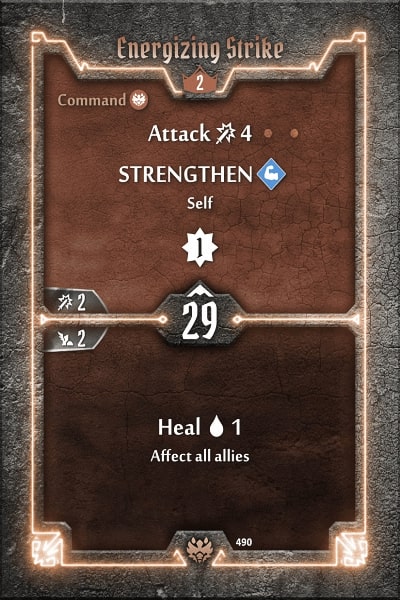 Energizing Strike
2
Command
Attack 4
STRENGTHEN
Self
1
2
29
2
Heal 1
Affect all allies
490